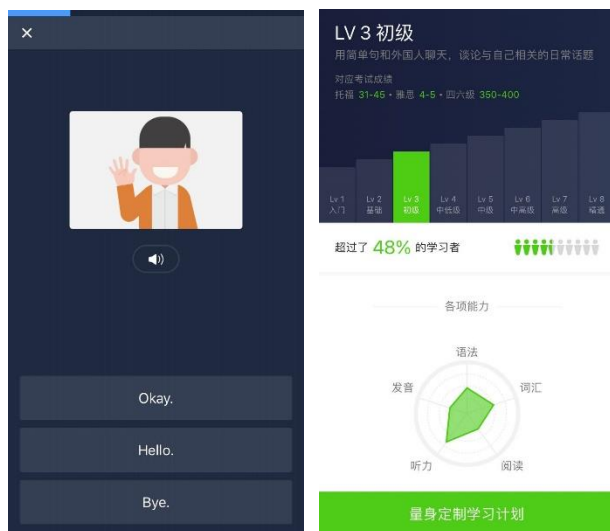 ×
Okay.
Hello.
Bye.
LV 3 初级
用简单句和外国人聊天，谈论与自己相关的日常话题
对应考试成绩
托福 31-45 • 雅思 4-5 • 四六级 350-400
Lv 1 Lv 2 Lv 3 Lv 4 Lv 5 Lv 6 Lv 7 Lv 8
入门 基础 初级 中低级 中级 中高级 高级 精通
超过了 48% 的学习者
各项能力
语法
发音 词汇
听力 阅读
量身定制学习计划